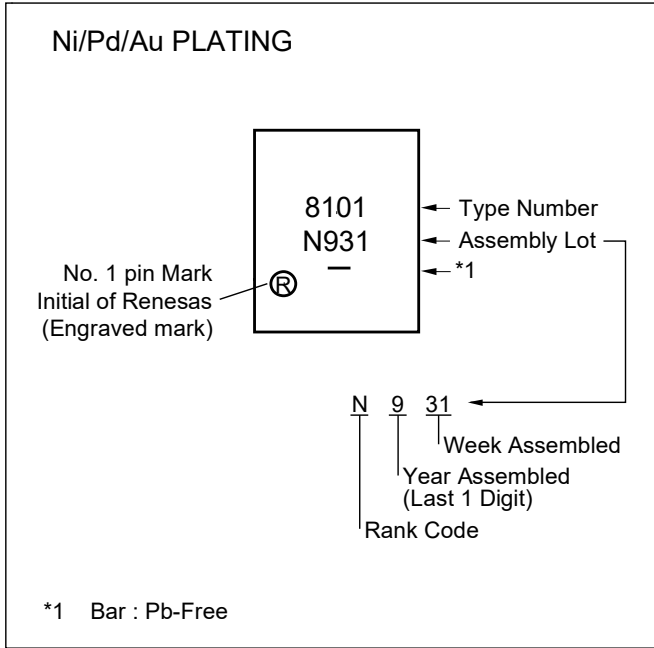 Ni/Pd/Au PLATING
8101
N931
—
R
Type Number
Assembly Lot
*1
No. 1 pin Mark
Initial of Renesas
(Engraved mark)
N 9 31
Week Assembled
Year Assembled
(Last 1 Digit)
Rank Code
*1 Bar : Pb-Free